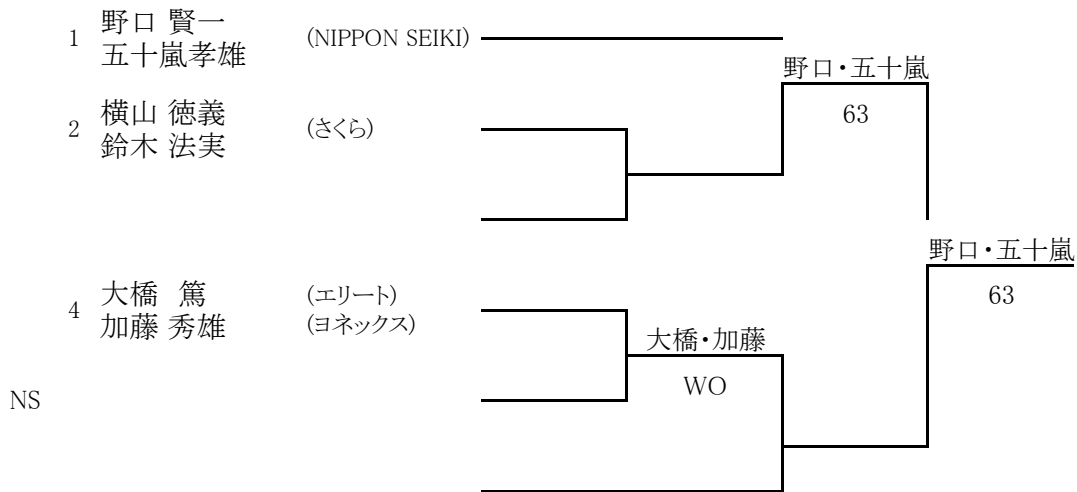 1 野口 賢一 (NIPPON SEIKI)
五十嵐孝雄
野口・五十嵐
2 横山 徳義 (さくら)
鈴木 法実
63
野口・五十嵐
4 大橋 篤 (エリート)
加藤 秀雄 (ヨネックス)
63
大橋・加藤
NS
WO